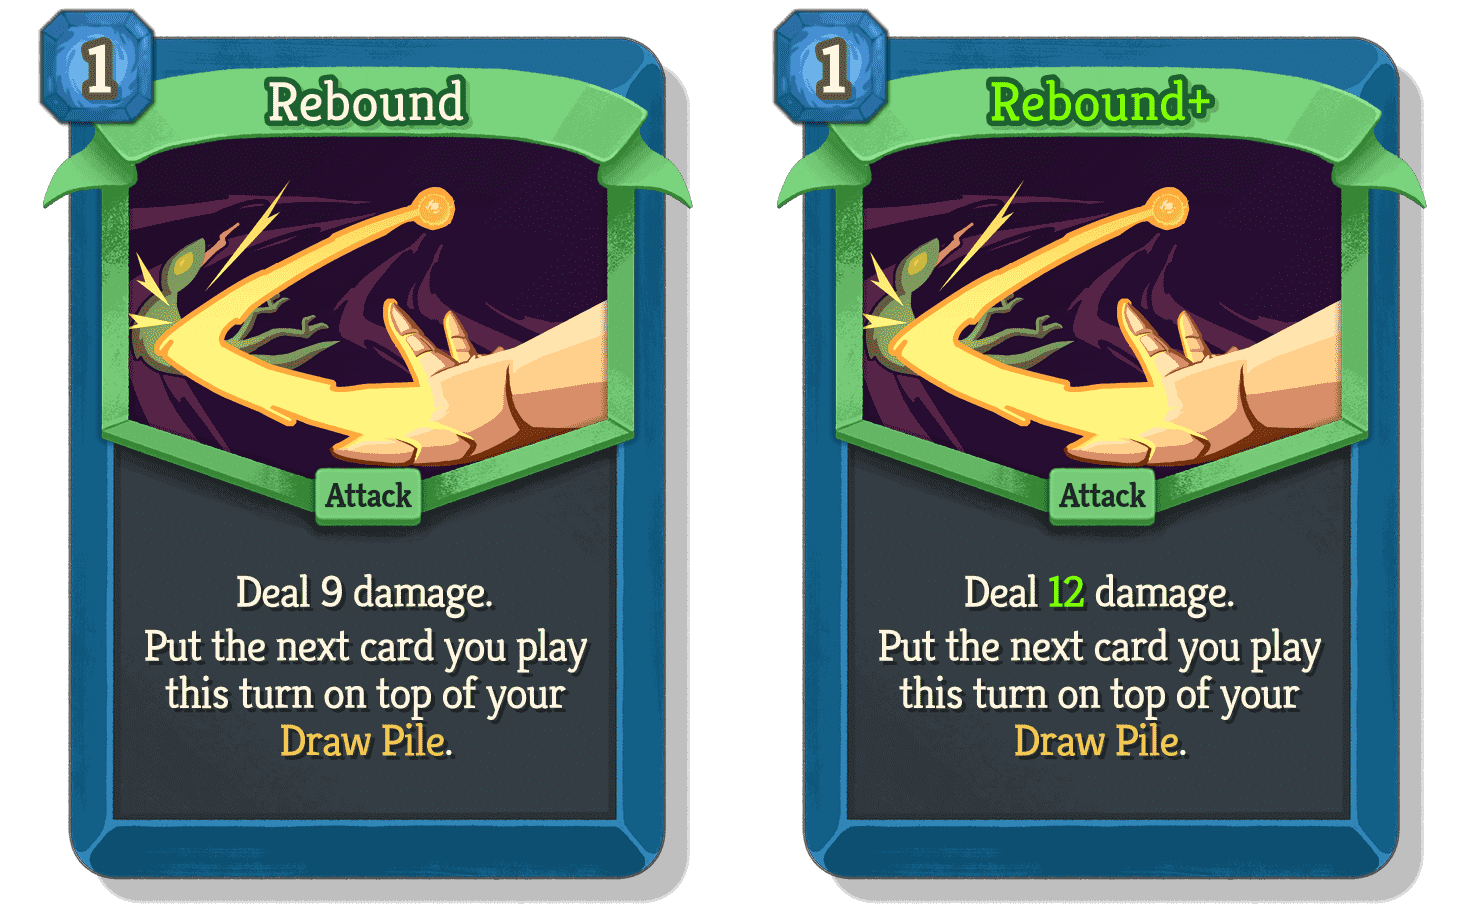 1
Rebound
Attack
Deal 9 damage.
Put the next card you play
this turn on top of your
Draw Pile.
1
Rebound+
Attack
Deal 12 damage.
Put the next card you play
this turn on top of your
Draw Pile.